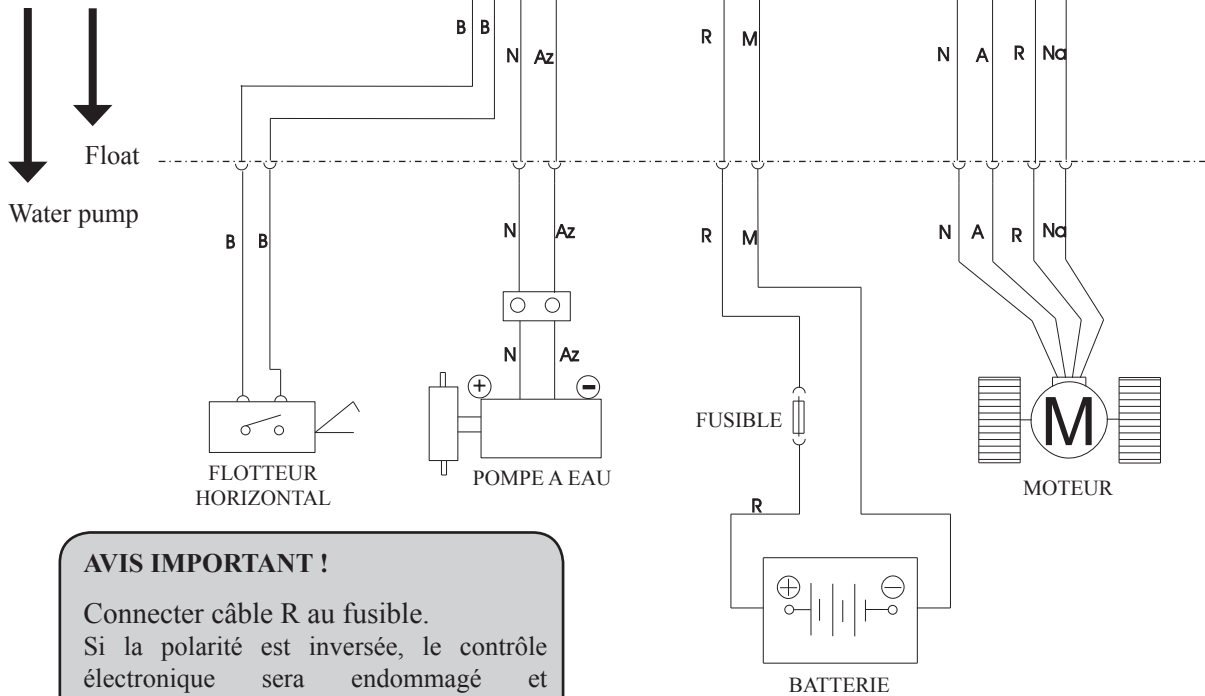 B B
N Az
R M
N A R Na
Float
Water pump
B B
N Az
R M
N A R Na
N Az
+ -
FUSIBLE
M
FLOTTEUR
HORIZONTAL
POMPE A EAU
MOTEUR
R
AVIS IMPORTANT !
Connecter câble R au fusible.
Si la polarité est inversée, le contrôle
électronique sera endommagé et
+ -
BATTERIE